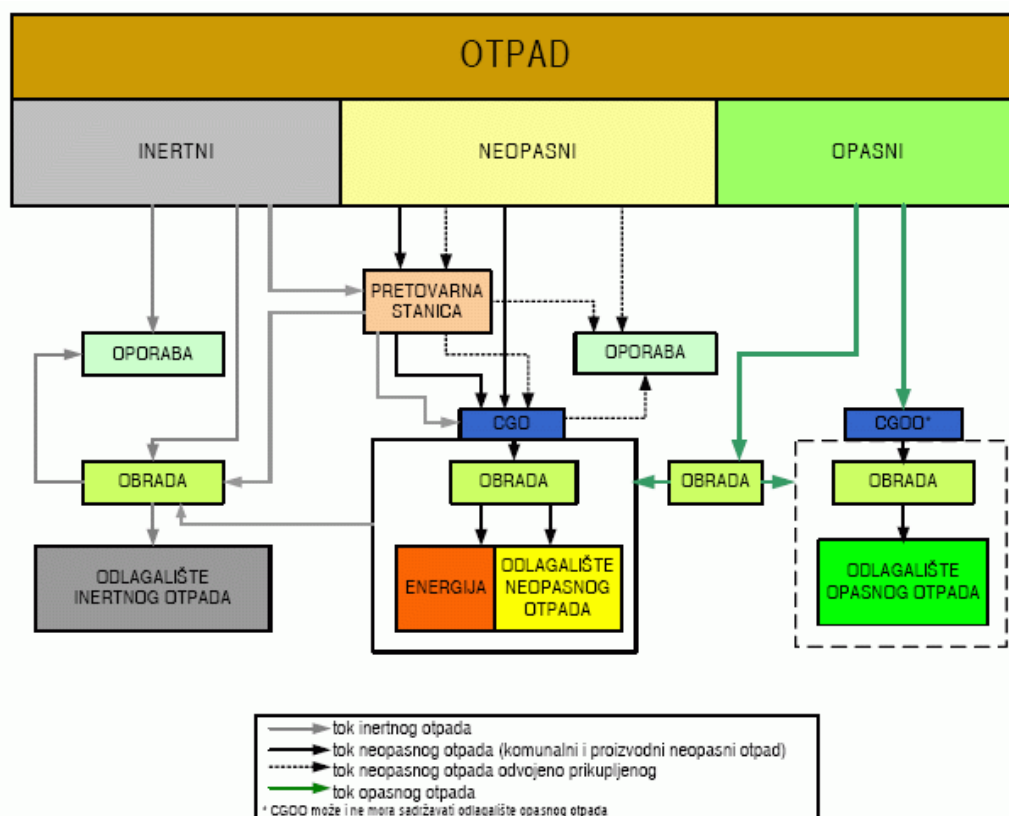 OTPAD
INERTNI
NEOPASNI
OPASNI
PRETOVARNA
STANICA
OPORABA
OPORABA
CGO
CGOO*
OBRADA
OBRADA
OBRADA
OBRADA
ODLAGALIŠTE
INERTNOG OTPADA
ENERGIJA
ODLAGALIŠTE
NEOPASNOG
OTPADA
ODLAGALIŠTE
OPASNOG OTPADA
tok inertnog otpada
tok neopasnog otpada (komunalni i proizvodni neopasni otpad)
tok neopasnog otpada odvojeno prikupljenog
tok opasnog otpada
* CGOO može i ne mora sadržavati odlagalište opasnog otpada